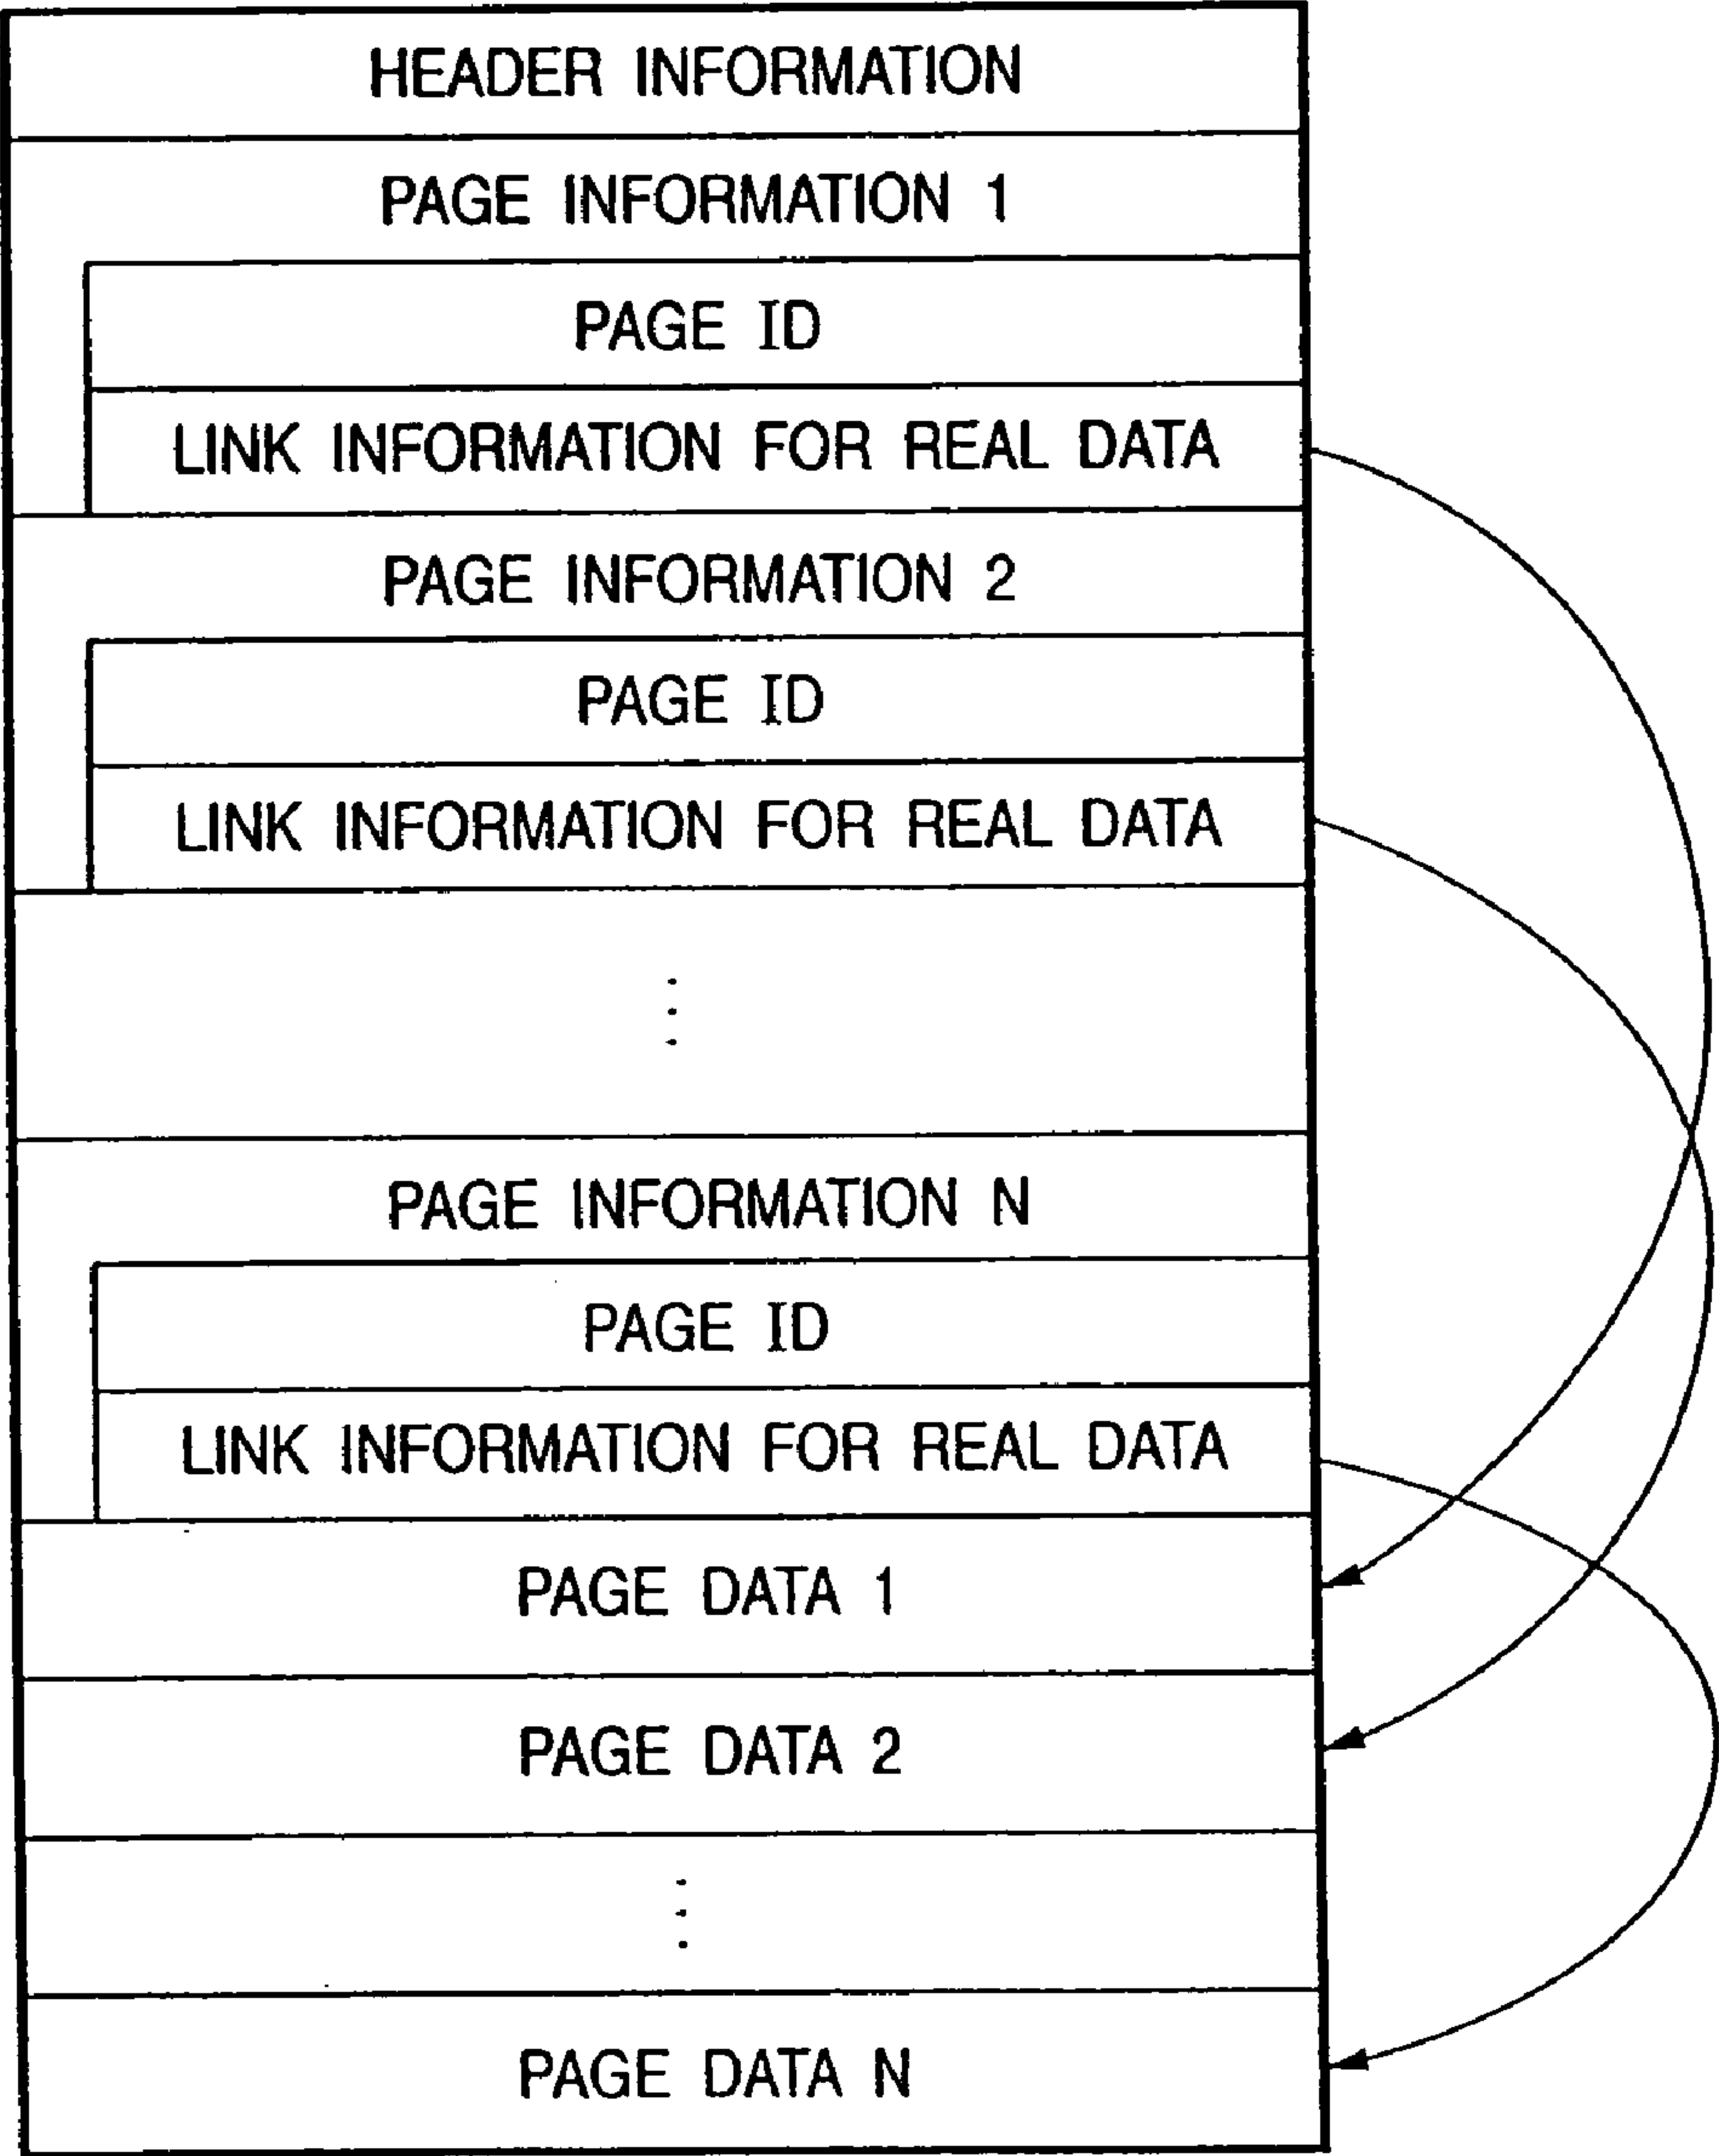 HEADER INFORMATION
PAGE INFORMATION 1
PAGE ID
LINK INFORMATION FOR REAL DATA
PAGE INFORMATION 2
PAGE ID
LINK INFORMATION FOR REAL DATA
PAGE INFORMATION N
PAGE ID
LINK INFORMATION FOR REAL DATA
PAGE DATA 1
PAGE DATA 2
PAGE DATA N